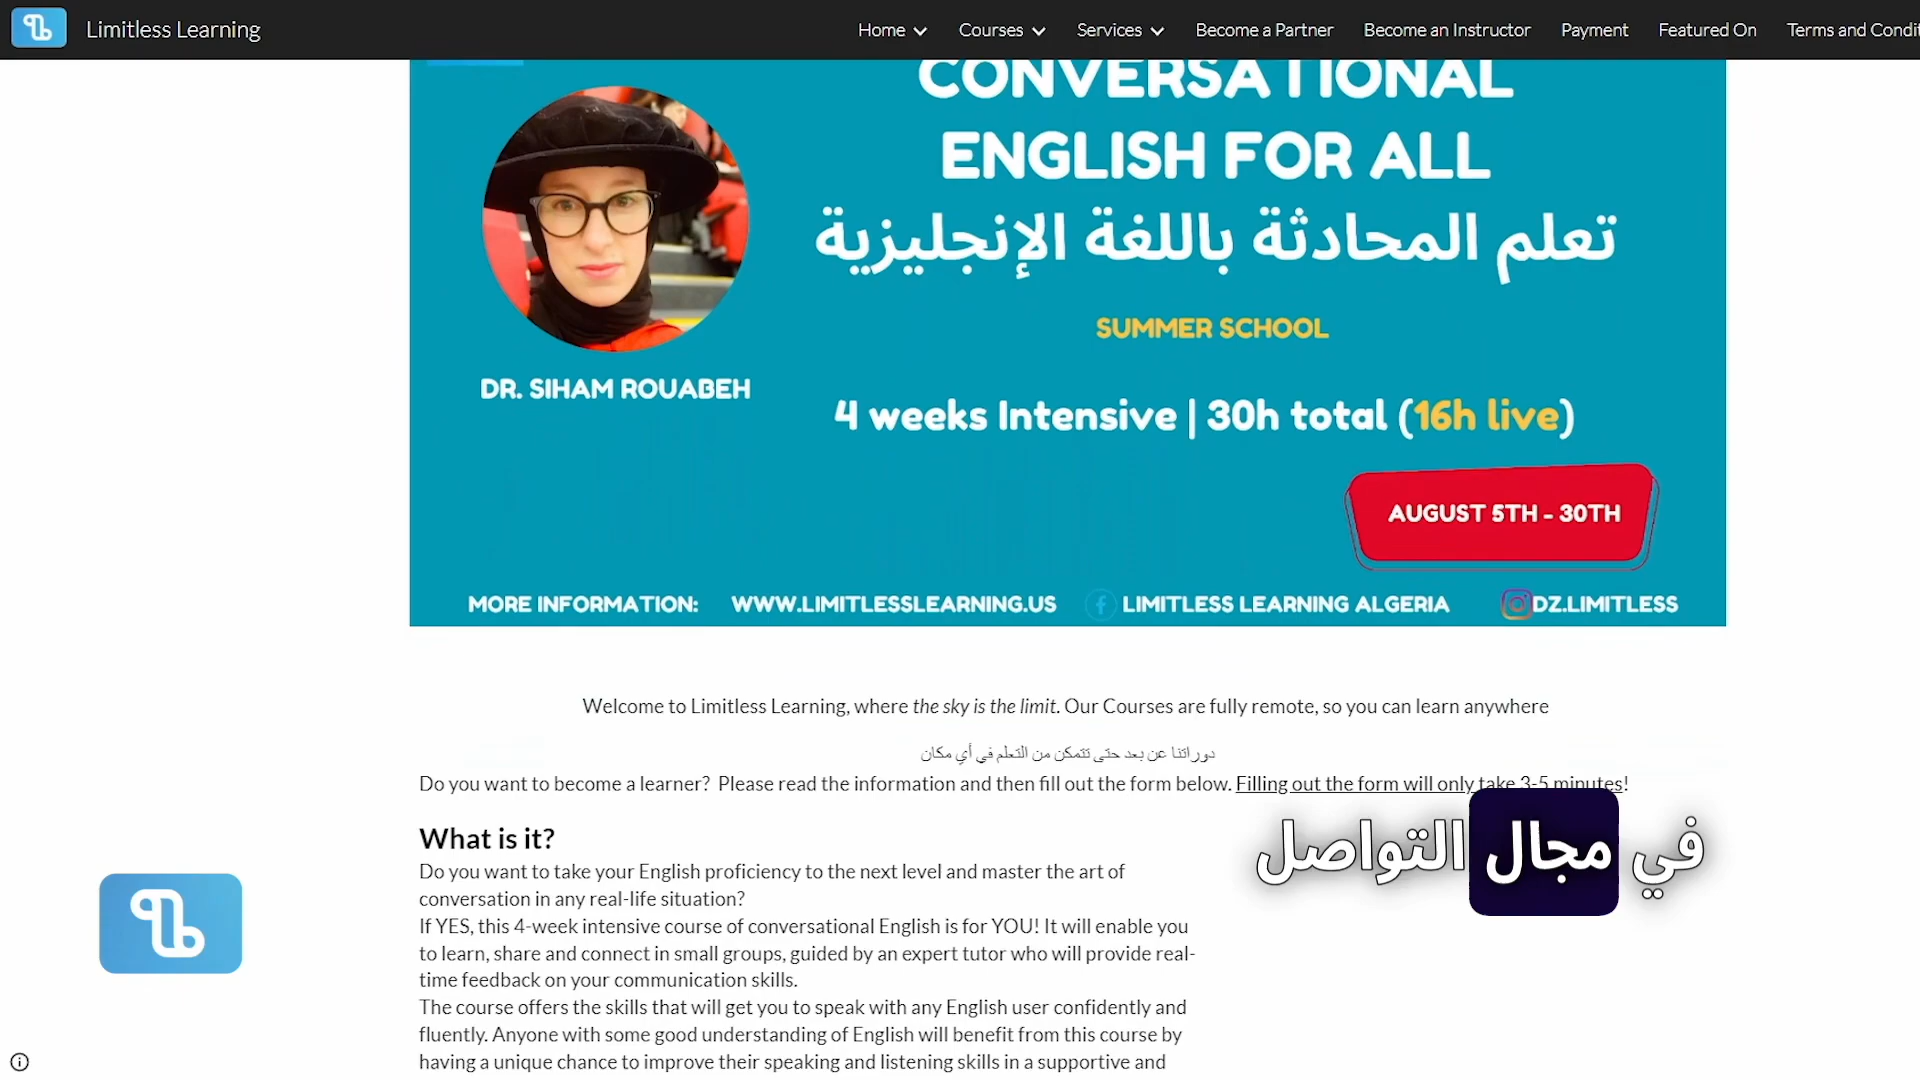 Limitless Learning
Home
Courses
Services
Become a Partner
Become an Instructor
Payment
Featured On
Terms and Condi
CONVERSATIONAL
ENGLISH FOR ALL
تعلم المحادثة باللغة الإنجليزية
SUMMER SCHOOL
DR. SIHAM ROUABEH
4 weeks Intensive | 30h total (16h live)
AUGUST 5TH - 30TH
MORE INFORMATION: WWW.LIMITLESSLEARNING.US LIMITLESS LEARNING ALGERIA DZ.LIMITLESS
Welcome to Limitless Learning, where the sky is the limit. Our Courses are fully remote, so you can learn anywhere
دوراتنا عن بعد حتى تتمكن من التعلم في أي مكان
Do you want to become a learner? Please read the information and then fill out the form below. Filling out the form will only take 3-5 minutes!
في مجال التواصل
What is it?
Do you want to take your English proficiency to the next level and master the art of
conversation in any real-life situation?
If YES, this 4-week intensive course of conversational English is for YOU! It will enable you
to learn, share and connect in small groups, guided by an expert tutor who will provide real-
time feedback on your communication skills.
The course offers the skills that will get you to speak with any English user confidently and
fluently. Anyone with some good understanding of English will benefit from this course by
having a unique chance to improve their speaking and listening skills in a supportive and